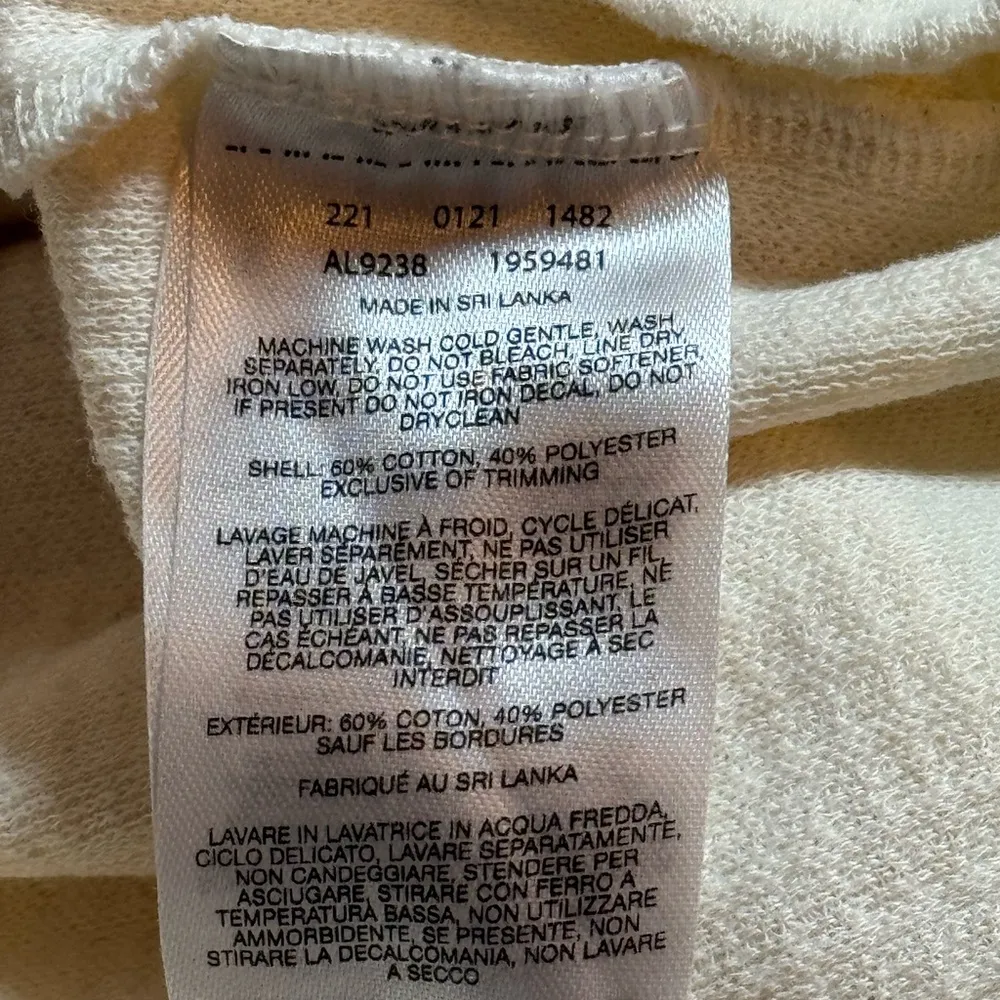 221 0121 1482
AL9238 1959481
MADE IN SRI LANKA
MACHINE WASH COLD GENTLE, WASH
SEPARATELY, DO NOT BLEACH, LINE DRY,
IRON LOW, DO NOT USE FABRIC SOFTENER,
IF PRESENT DO NOT IRON DECAL, DO NOT
DRYCLEAN
SHELL: 60% COTTON, 40% POLYESTER
EXCLUSIVE OF TRIMMING
LAVAGE MACHINE À FROID, CYCLE DÉLICAT,
LAVER SÉPARÉMENT, NE PAS UTILISER
D'EAU DE JAVEL, SÉCHER SUR UN FIL,
REPASSER À BASSE TEMPÉRATURE, NE
PAS UTILISER D'ASSOUPLISSANT, LE
CAS ÉCHÉANT, NE PAS REPASSER LA
DÉCALCOMANIE, NETTOYAGE À SEC
INTERDIT
EXTÉRIEUR: 60% COTON, 40% POLYESTER
SAUF LES BORDURES
FABRIQUÉ AU SRI LANKA
LAVARE IN LAVATRICE IN ACQUA FREDDA,
CICLO DELICATO, LAVARE SEPARATAMENTE,
NON CANDEGGIARE, STENDERE PER
ASCIUGARE, STIRARE CON FERRO A
TEMPERATURA BASSA, NON UTILIZZARE
AMMORBIDENTE, SE PRESENTE, NON
STIRARE LA DECALCOMANIA, NON LAVARE
A SECCO